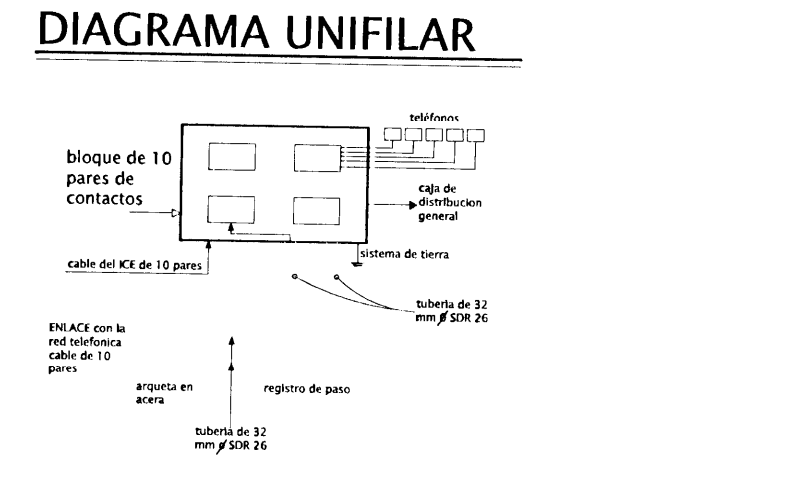 DIAGRAMA UNIFILAR
teléfonos
bloque de 10
pares de
contactos
caja de
distribucion
general
sistema de tierra
cable del ICE de 10 pares
tuberia de 32
mm ø SDR 26
ENLACE con la
red telefonica
cable de 10
pares
arqueta en
acera
registro de paso
tuberia de 32
mm ø SDR 26